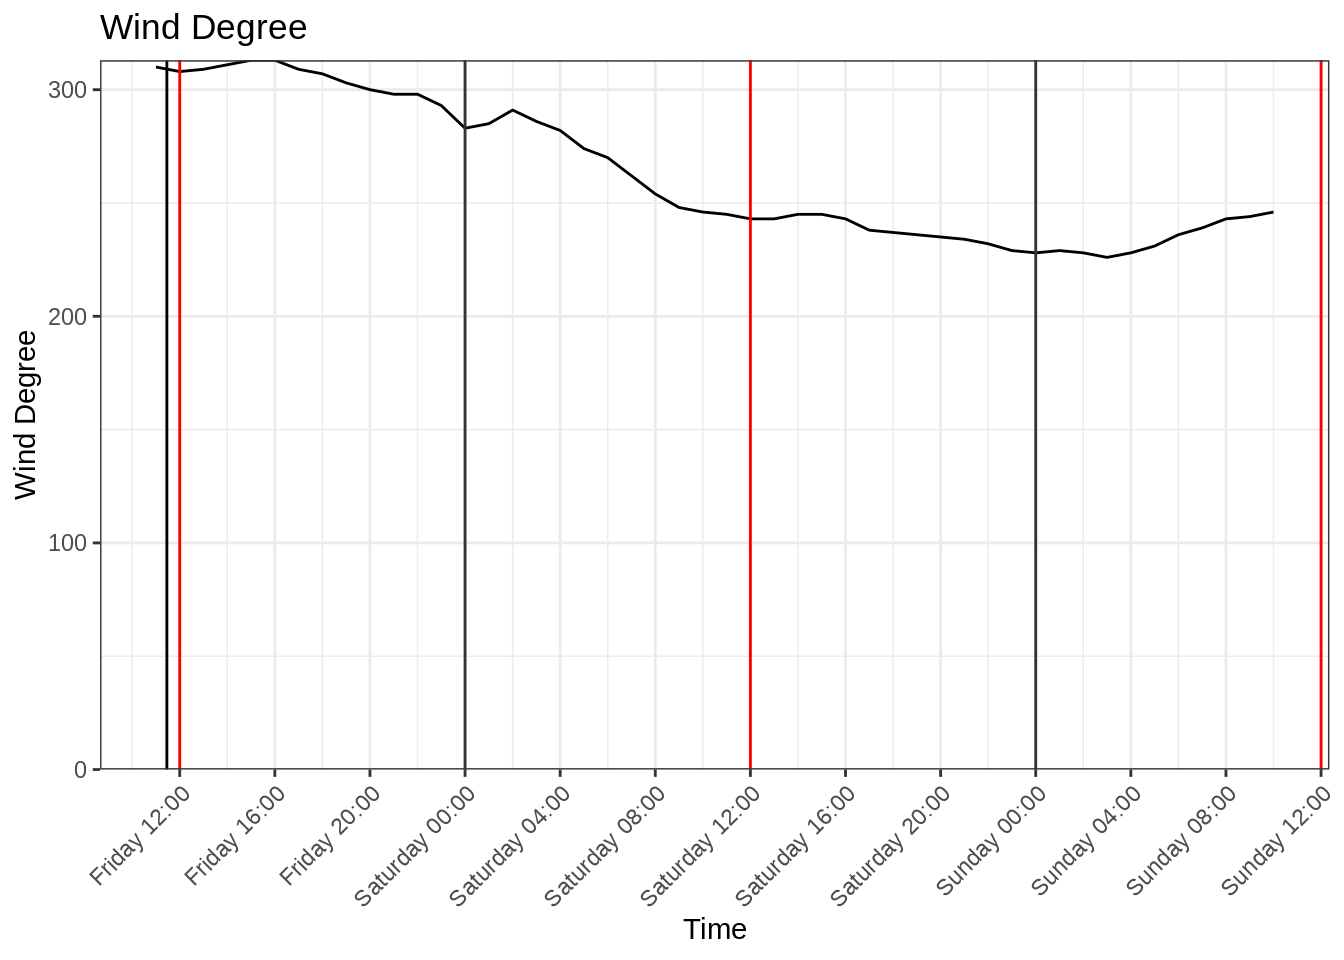 Wind Degree
Wind Degree
300
200
100
0
Friday 12:00
Friday 16:00
Friday 20:00
Saturday 00:00
Saturday 04:00
Saturday 08:00
Saturday 12:00
Saturday 16:00
Saturday 20:00
Sunday 00:00
Sunday 04:00
Sunday 08:00
Sunday 12:00
Time